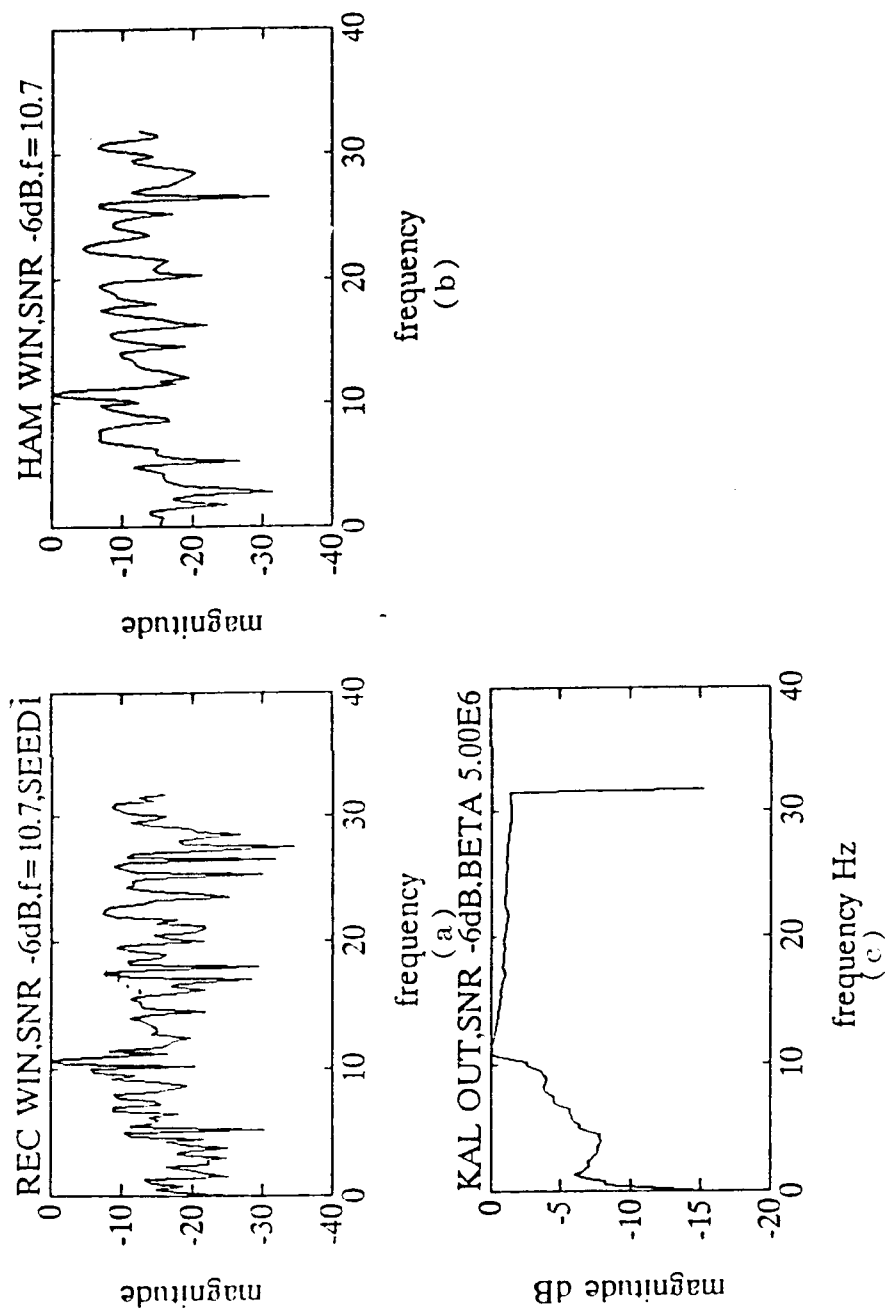 REC WIN,SNR -6dB,f=10.7,SEED1
0
-10
-20
-30
-40
magnitude
0 10 20 30 40
frequency
(a)
HAM WIN,SNR -6dB,f=10.7
0
-10
-20
-30
-40
magnitude
0 10 20 30 40
frequency
(b)
KAL OUT,SNR -6dB,BETA 5.00E6
0
-5
-10
-15
-20
magnitude dB
0 10 20 30 40
frequency Hz
(c)